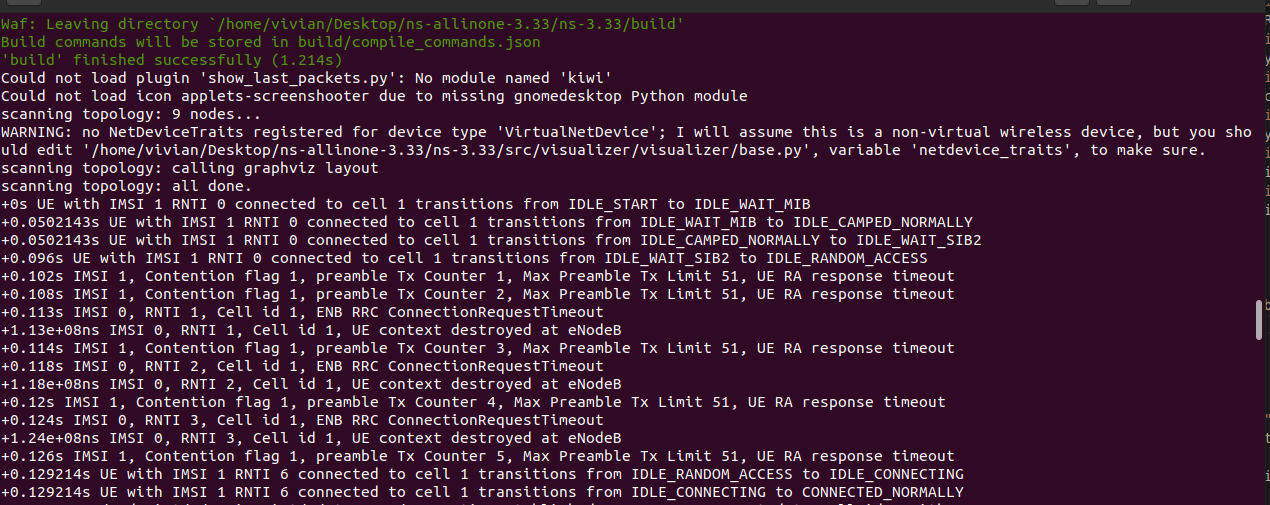 Waf: Leaving directory `/home/vivian/Desktop/ns-allinone-3.33/ns-3.33/build'
Build commands will be stored in build/compile_commands.json
'build' finished successfully (1.214s)
Could not load plugin 'show_last_packets.py': No module named 'kiwi'
Could not load icon applets-screenshooter due to missing gnomedesktop Python module
scanning topology: 9 nodes...
WARNING: no NetDeviceTraits registered for device type 'VirtualNetDevice'; I will assume this is a non-virtual wireless device, but you sho
uld edit '/home/vivian/Desktop/ns-allinone-3.33/ns-3.33/src/visualizer/visualizer/base.py', variable 'netdevice_traits', to make sure.
scanning topology: calling graphviz layout
scanning topology: all done.
+0s UE with IMSI 1 RNTI 0 connected to cell 1 transitions from IDLE_START to IDLE_WAIT_MIB
+0.0502143s UE with IMSI 1 RNTI 0 connected to cell 1 transitions from IDLE_WAIT_MIB to IDLE_CAMPED_NORMALLY
+0.0502143s UE with IMSI 1 RNTI 0 connected to cell 1 transitions from IDLE_CAMPED_NORMALLY to IDLE_WAIT_SIB2
+0.096s UE with IMSI 1 RNTI 0 connected to cell 1 transitions from IDLE_WAIT_SIB2 to IDLE_RANDOM_ACCESS
+0.102s IMSI 1, Contention flag 1, preamble Tx Counter 1, Max Preamble Tx Limit 51, UE RA response timeout
+0.108s IMSI 1, Contention flag 1, preamble Tx Counter 2, Max Preamble Tx Limit 51, UE RA response timeout
+0.113s IMSI 0, RNTI 1, Cell id 1, ENB RRC ConnectionRequestTimeout
+1.13e+08ns IMSI 0, RNTI 1, Cell id 1, UE context destroyed at eNodeB
+0.114s IMSI 1, Contention flag 1, preamble Tx Counter 3, Max Preamble Tx Limit 51, UE RA response timeout
+0.118s IMSI 0, RNTI 2, Cell id 1, ENB RRC ConnectionRequestTimeout
+1.18e+08ns IMSI 0, RNTI 2, Cell id 1, UE context destroyed at eNodeB
+0.12s IMSI 1, Contention flag 1, preamble Tx Counter 4, Max Preamble Tx Limit 51, UE RA response timeout
+0.124s IMSI 0, RNTI 3, Cell id 1, ENB RRC ConnectionRequestTimeout
+1.24e+08ns IMSI 0, RNTI 3, Cell id 1, UE context destroyed at eNodeB
+0.126s IMSI 1, Contention flag 1, preamble Tx Counter 5, Max Preamble Tx Limit 51, UE RA response timeout
+0.129214s UE with IMSI 1 RNTI 6 connected to cell 1 transitions from IDLE_RANDOM_ACCESS to IDLE_CONNECTING
+0.129214s UE with IMSI 1 RNTI 6 connected to cell 1 transitions from IDLE_CONNECTING to CONNECTED_NORMALLY